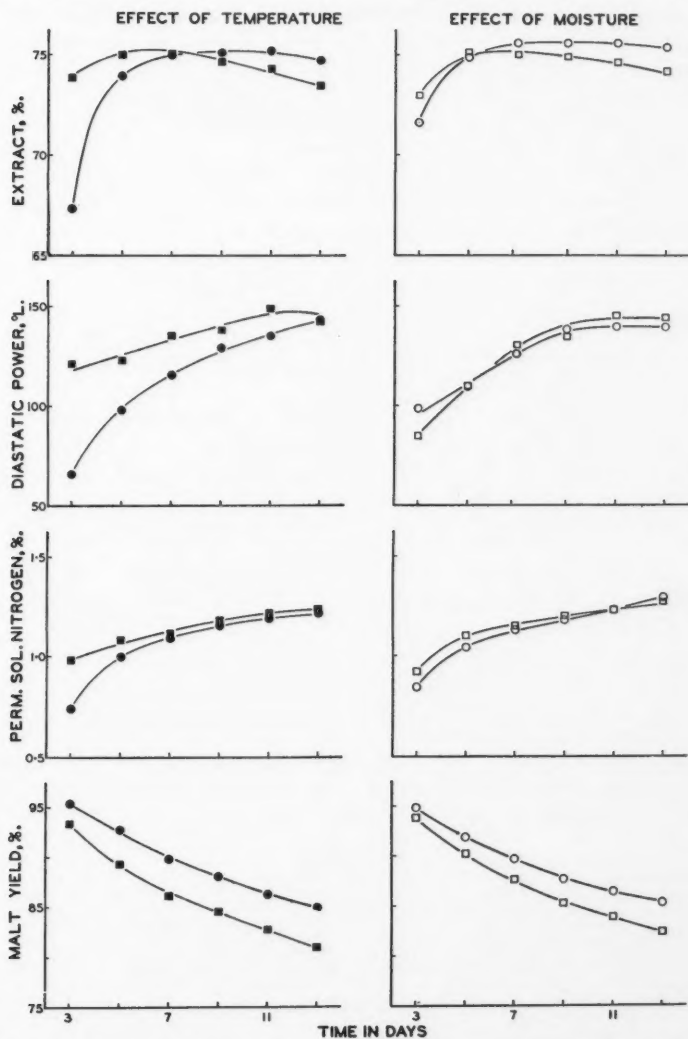 EFFECT OF TEMPERATURE
EFFECT OF MOISTURE
EXTRACT, %.
75
70
65
DIASTATIC POWER, °L.
150
100
50
PERM. SOL. NITROGEN, %.
1·5
1·0
0·5
MALT YIELD, %.
95
85
75
3 7 11
3 7 11
TIME IN DAYS